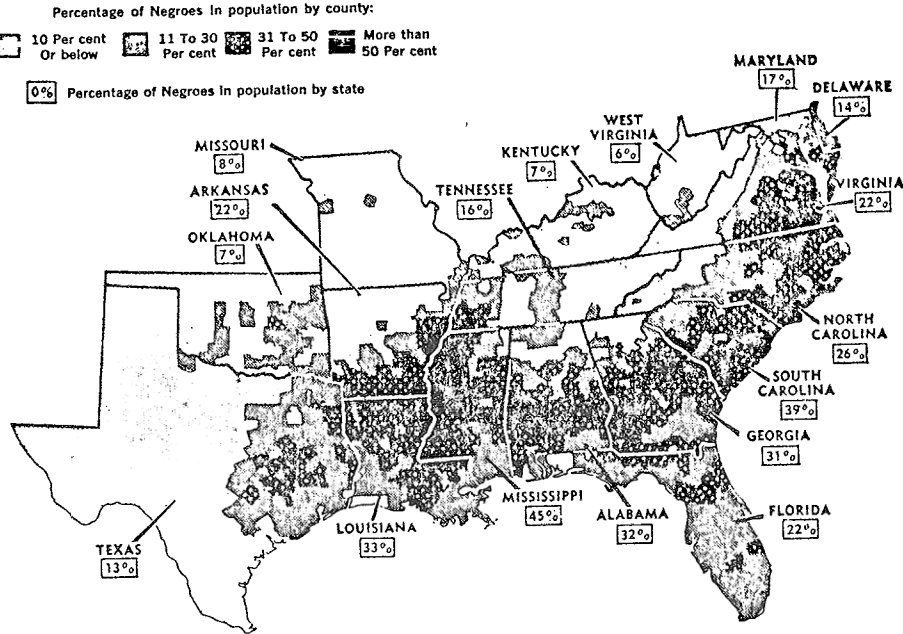 Percentage of Negroes in population by county:
10 Per cent Or below
11 To 30 Per cent
31 To 50 Per cent
More than 50 Per cent
0% Percentage of Negroes in population by state
MARYLAND
17%
DELAWARE
14%
WEST VIRGINIA
6%
KENTUCKY
7%
MISSOURI
8%
ARKANSAS
22%
TENNESSEE
16%
VIRGINIA
22%
OKLAHOMA
7%
NORTH CAROLINA
26%
SOUTH CAROLINA
39%
GEORGIA
31%
MISSISSIPPI
45%
ALABAMA
32%
FLORIDA
22%
LOUISIANA
33%
TEXAS
13%